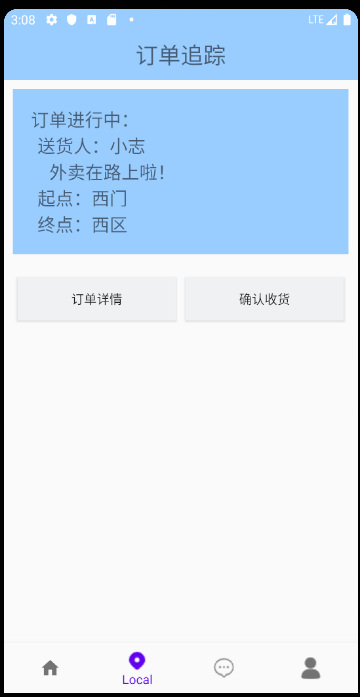 3:08 LTE
订单追踪
订单进行中：
送货人：小志
外卖在路上啦！
起点：西门
终点：西区
订单详情 确认收货
Local